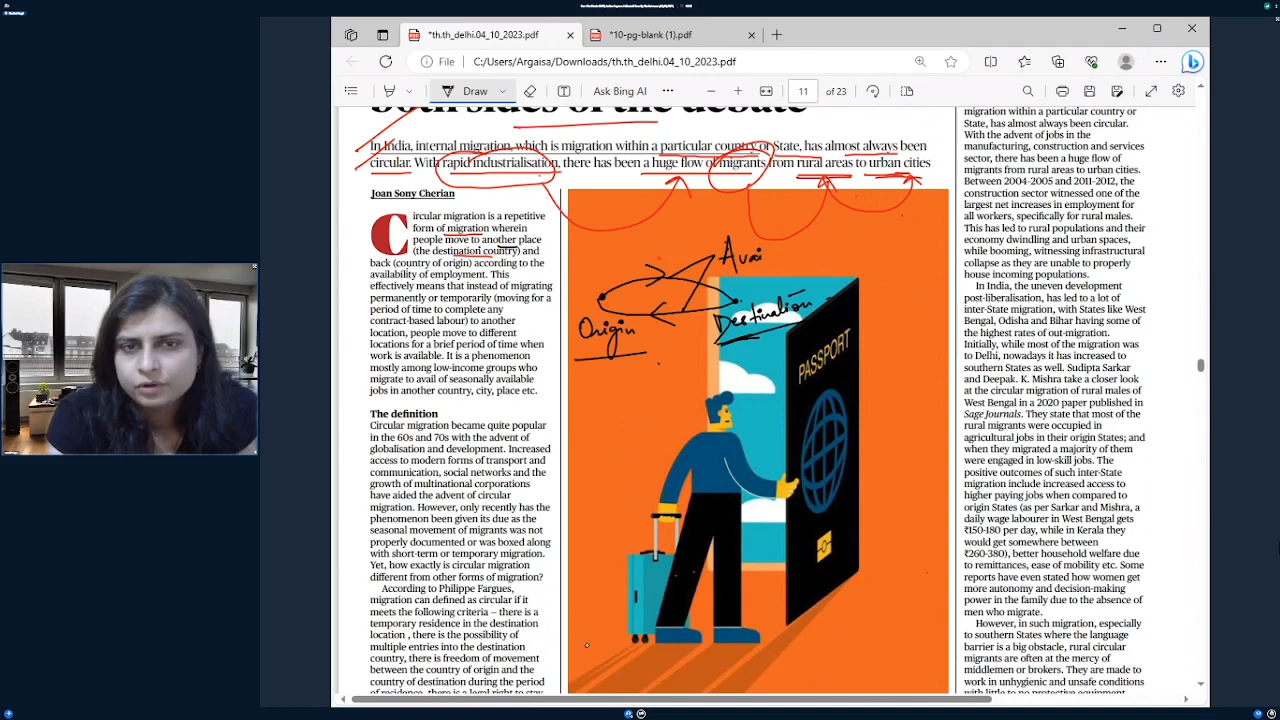 *th.th_delhi.04_10_2023.pdf
*10-pg-blank (1).pdf
File
C:/Users/Argaisa/Downloads/th.th_delhi.04_10_2023.pdf
Draw
Ask Bing AI
11
of 23
both sides of the debate
In India, internal migration, which is migration within a particular country or State, has almost always been
circular. With rapid industrialisation, there has been a huge flow of migrants from rural areas to urban cities
Joan Sony Cherian
Circular migration is a repetitive
form of migration wherein
people move to another place
(the destination country) and
back (country of origin) according to the
availability of employment. This
effectively means that instead of migrating
permanently or temporarily (moving for a
period of time to complete any
contract-based labour) to another
location, people move to different
locations for a brief period of time when
work is available. It is a phenomenon
mostly among low-income groups who
migrate to avail of seasonally available
jobs in another country, city, place etc.
The definition
Circular migration became quite popular
in the 60s and 70s with the advent of
globalisation and development. Increased
access to modern forms of transport and
communication, social networks and the
growth of multinational corporations
have aided the advent of circular
migration. However, only recently has the
phenomenon been given its due as the
seasonal movement of migrants was not
properly documented or was boxed along
with short-term or temporary migration.
Yet, how exactly is circular migration
different from other forms of migration?
According to Philippe Fargues,
migration can defined as circular if it
meets the following criteria — there is a
temporary residence in the destination
location , there is the possibility of
multiple entries into the destination
country, there is freedom of movement
between the country of origin and the
country of destination during the period
of residence, there is a legal right to stay
Avai
Origin
Destination
PASSPORT
migration within a particular country or
State, has almost always been circular.
With the advent of jobs in the
manufacturing, construction and services
sector, there has been a huge flow of
migrants from rural areas to urban cities.
Between 2004-2005 and 2011-2012, the
construction sector witnessed one of the
largest net increases in employment for
all workers, specifically for rural males.
This has led to rural populations and their
economy dwindling and urban spaces,
while booming, witnessing infrastructural
collapse as they are unable to properly
house incoming populations.
In India, the uneven development
post-liberalisation, has led to a lot of
inter-State migration, with States like West
Bengal, Odisha and Bihar having some of
the highest rates of out-migration.
Initially, while most of the migration was
to Delhi, nowadays it has increased to
southern States as well. Sudipta Sarkar
and Deepak. K. Mishra take a closer look
at the circular migration of rural males of
West Bengal in a 2020 paper published in
Sage Journals. They state that most of the
rural migrants were occupied in
agricultural jobs in their origin States; and
when they migrated a majority of them
were engaged in low-skill jobs. The
positive outcomes of such inter-State
migration include increased access to
higher paying jobs when compared to
origin States (as per Sarkar and Mishra, a
daily wage labourer in West Bengal gets
₹150-180 per day, while in Kerala they
would get somewhere between
₹260-380), better household welfare due
to remittances, ease of mobility etc. Some
reports have even stated how women get
more autonomy and decision-making
power in the family due to the absence of
men who migrate.
However, in such migration, especially
to southern States where the language
barrier is a big obstacle, rural circular
migrants are often at the mercy of
middlemen or brokers. They are made to
work in unhygienic and unsafe conditions
with little to no protective equipment.